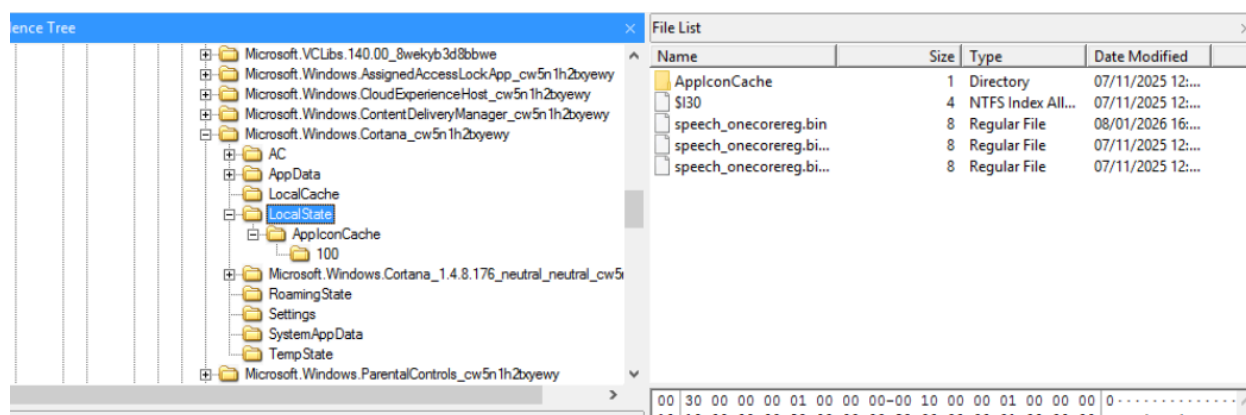 ence Tree
Microsoft.VCLibs.140.00_8wekyb3d8bbwe
Microsoft.Windows.AssignedAccessLockApp_cw5n1h2txyewy
Microsoft.Windows.CloudExperienceHost_cw5n1h2txyewy
Microsoft.Windows.ContentDeliveryManager_cw5n1h2txyewy
Microsoft.Windows.Cortana_cw5n1h2txyewy
AC
AppData
LocalCache
LocalState
AppIconCache
100
Microsoft.Windows.Cortana_1.4.8.176_neutral_neutral_cw5
RoamingState
Settings
SystemAppData
TempState
Microsoft.Windows.ParentalControls_cw5n1h2txyewy
File List
Name Size Type Date Modified
AppIconCache 1 Directory 07/11/2025 12:...
$I30 4 NTFS Index All... 07/11/2025 12:...
speech_onecorereg.bin 8 Regular File 08/01/2026 16:...
speech_onecorereg.bi... 8 Regular File 07/11/2025 12:...
speech_onecorereg.bi... 8 Regular File 07/11/2025 12:...
00 30 00 00 00 01 00 00 00-00 10 00 00 01 00 00 00 0···············